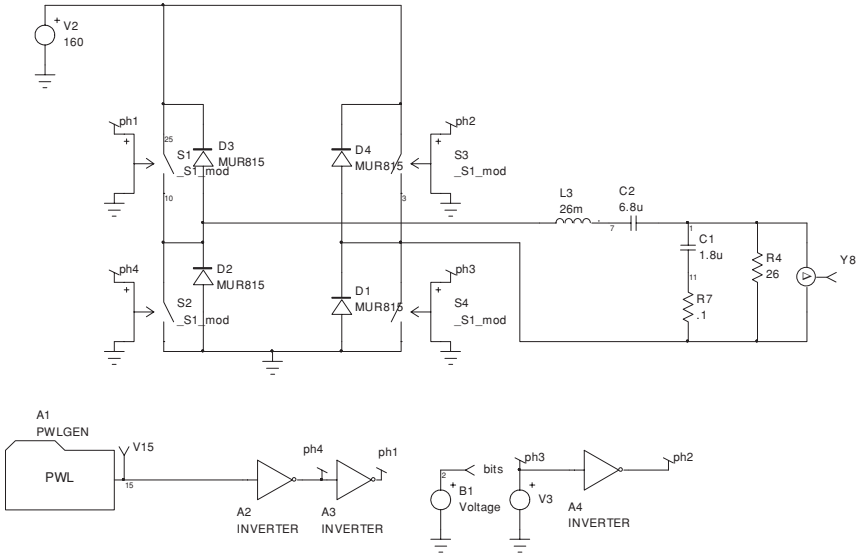 V2
160
ph1
25
S1
_S1_mod
10
D3
MUR815
D4
MUR815
ph2
S3
_S1_mod
3
L3
26m
7
C2
6.8u
1
C1
1.8u
11
R7
.1
R4
26
Y8
ph4
S2
_S1_mod
D2
MUR815
D1
MUR815
ph3
S4
_S1_mod
A1
PWLGEN
PWL
V15
15
A2
INVERTER
ph4
A3
INVERTER
ph1
2
bits
B1
Voltage
ph3
V3
A4
INVERTER
ph2